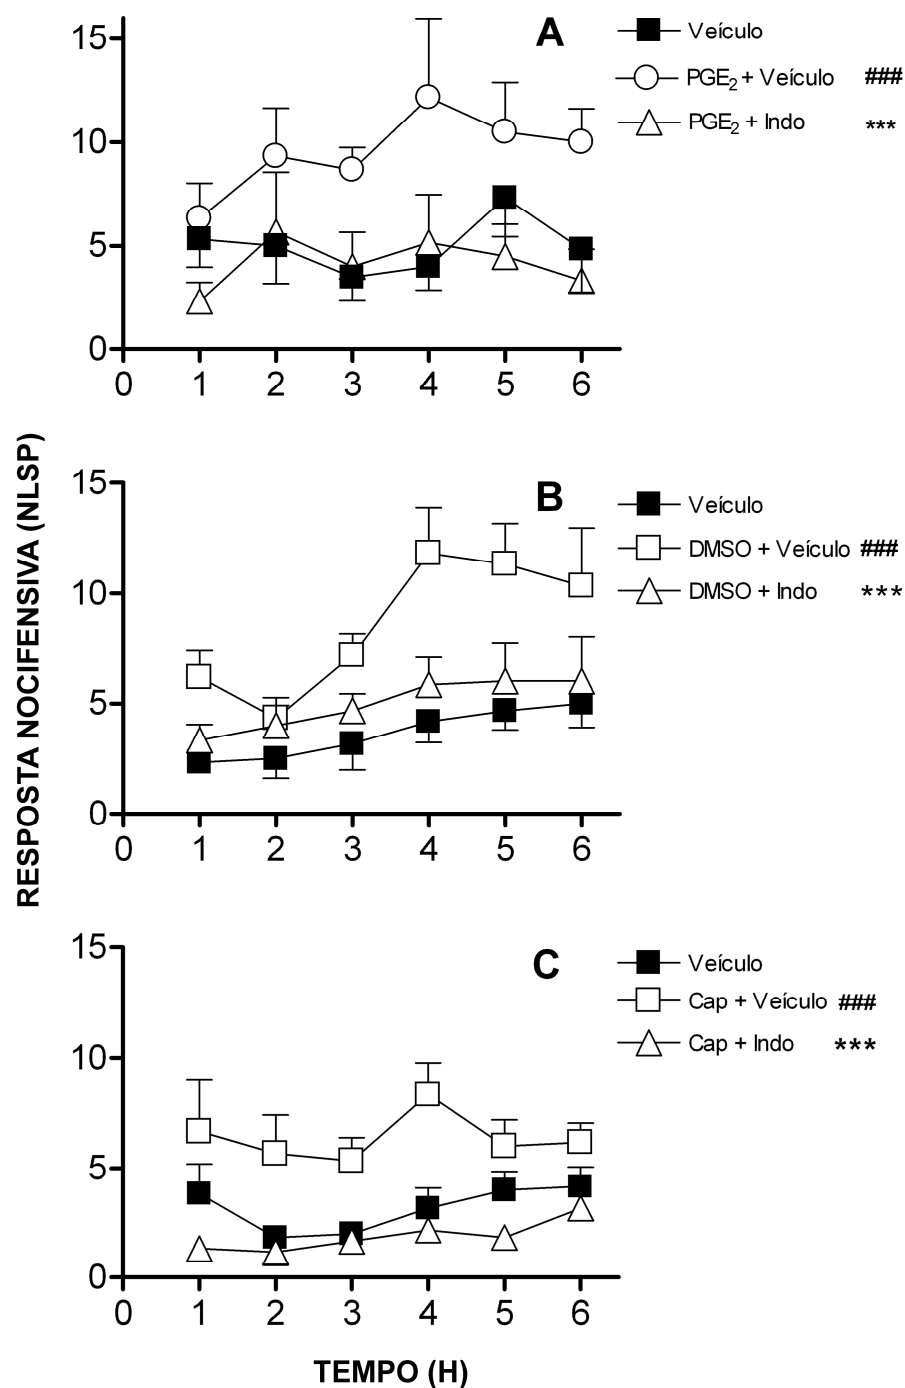 RESPOSTA NOCIFENSIVA (NLSP)
A
Veículo
PGE2 + Veículo ###
PGE2 + Indo ***
15
10
5
0
0 1 2 3 4 5 6
B
Veículo
DMSO + Veículo ###
DMSO + Indo ***
15
10
5
0
0 1 2 3 4 5 6
C
Veículo
Cap + Veículo ###
Cap + Indo ***
15
10
5
0
0 1 2 3 4 5 6
TEMPO (H)